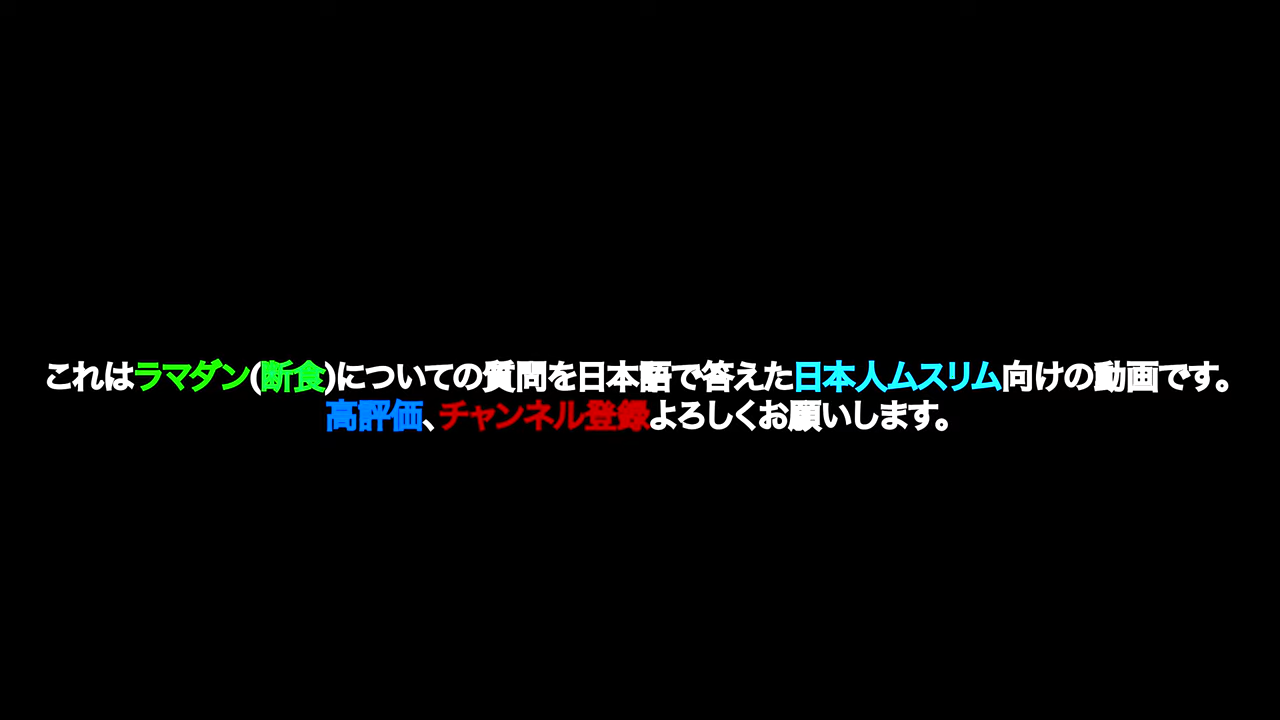 これはラマダン(断食)についての質問を日本語で答えた日本人ムスリム向けの動画です。
高評価、チャンネル登録よろしくお願いします。